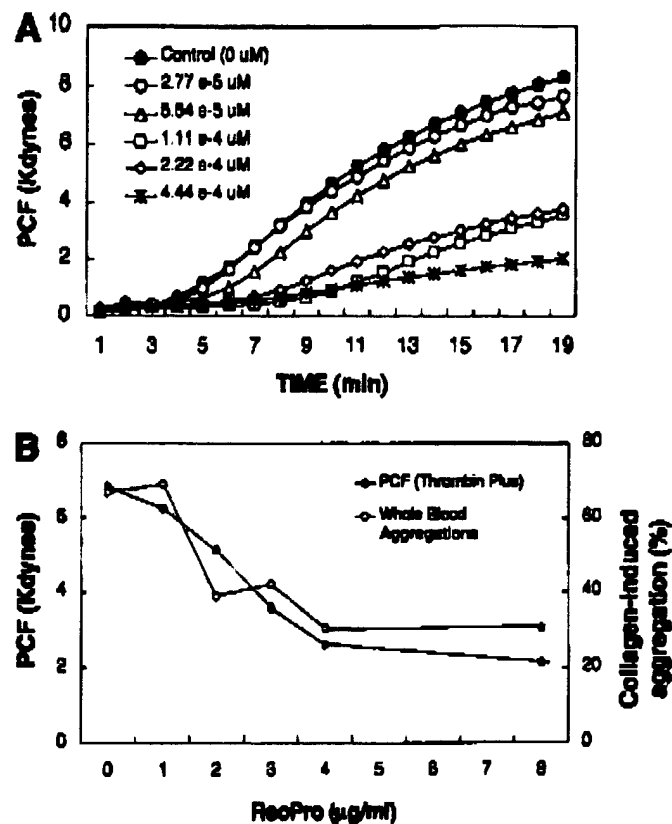 A
10
8
6
4
2
0
PCF (Kdynes)
Control (0 uM)
2.77 e-5 uM
5.54 e-5 uM
1.11 e-4 uM
2.22 e-4 uM
4.44 e-4 uM
1 3 5 7 9 11 13 15 17 19
TIME (min)
B
6
6
4
2
0
PCF (Kdynes)
PCF (Thrombin Plus)
Whole Blood
Aggregations
80
60
40
20
0
Collagen-induced
aggregation (%)
0 1 2 3 4 5 6 7 8
ReoPro (µg/ml)